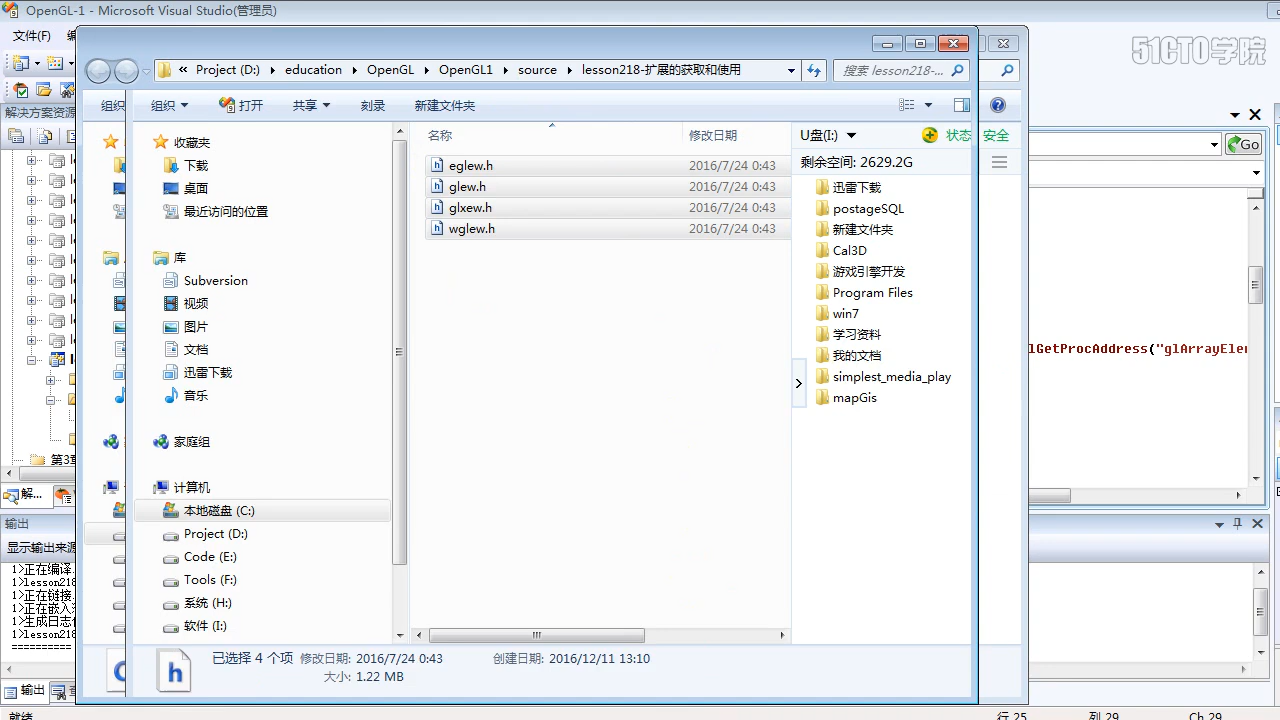 OpenGL-1 - Microsoft Visual Studio(管理员)
文件(F)
51CTO学院
« Project (D:) education OpenGL OpenGL1 source lesson218-扩展的获取和使用
搜索 lesson218-...
组织
组织 打开 共享 刻录 新建文件夹
解决方案资源
名称 修改日期
U盘(I:) 状态 安全
Go
剩余空间: 2629.2G
收藏夹
下载
桌面
最近访问的位置
库
Subversion
视频
图片
文档
迅雷下载
音乐
家庭组
计算机
本地磁盘 (C:)
Project (D:)
Code (E:)
Tools (F:)
系统 (H:)
软件 (I:)
eglew.h 2016/7/24 0:43
glew.h 2016/7/24 0:43
glxew.h 2016/7/24 0:43
wglew.h 2016/7/24 0:43
迅雷下载
postageSQL
新建文件夹
Cal3D
游戏引擎开发
Program Files
win7
学习资料
我的文档
simplest_media_play
mapGis
lGetProcAddress("glArrayEle
第3章
解...
输出
显示输出来源
1>正在编译.
1>lesson218
1>正在链接.
1>正在嵌入
1>生成日志
1>lesson218
==========
输出
已选择 4 个项 修改日期: 2016/7/24 0:43 创建日期: 2016/12/11 13:10
大小: 1.22 MB
就绪
行 25 列 29 Ch 29